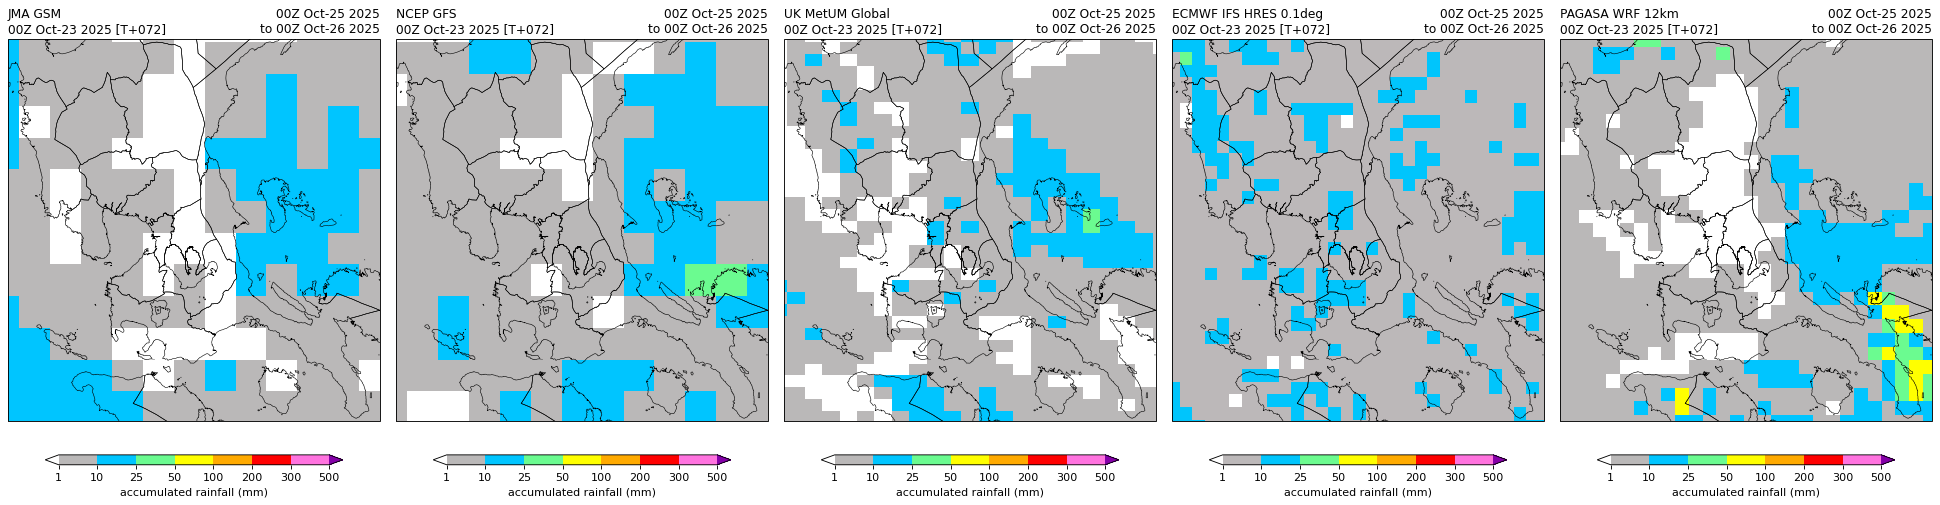 JMA GSM 00Z Oct-25 2025
00Z Oct-23 2025 [T+072] to 00Z Oct-26 2025
1 10 25 50 100 200 300 500
accumulated rainfall (mm)
NCEP GFS 00Z Oct-25 2025
00Z Oct-23 2025 [T+072] to 00Z Oct-26 2025
1 10 25 50 100 200 300 500
accumulated rainfall (mm)
UK MetUM Global 00Z Oct-25 2025
00Z Oct-23 2025 [T+072] to 00Z Oct-26 2025
1 10 25 50 100 200 300 500
accumulated rainfall (mm)
ECMWF IFS HRES 0.1deg 00Z Oct-25 2025
00Z Oct-23 2025 [T+072] to 00Z Oct-26 2025
1 10 25 50 100 200 300 500
accumulated rainfall (mm)
PAGASA WRF 12km 00Z Oct-25 2025
00Z Oct-23 2025 [T+072] to 00Z Oct-26 2025
1 10 25 50 100 200 300 500
accumulated rainfall (mm)